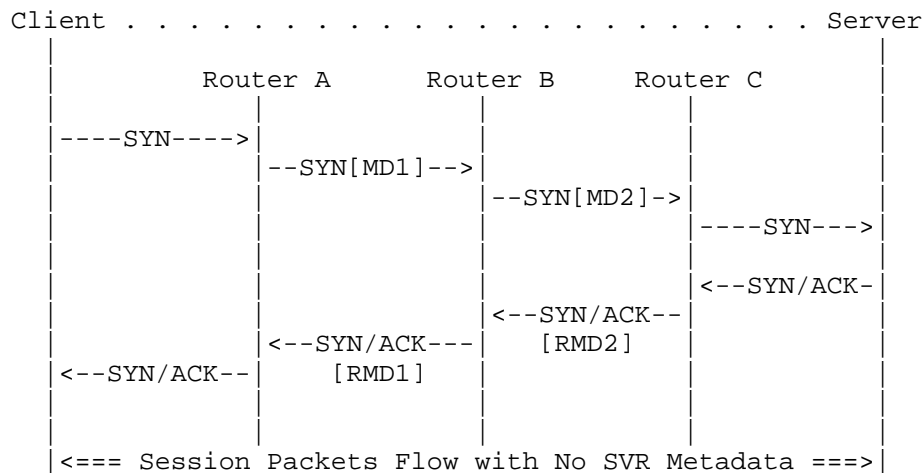 Client . . . . . . . . . . . . . . . . . . . . . Server
Router A Router B Router C
----SYN---->
--SYN[MD1]-->
--SYN[MD2]->
----SYN--->
<--SYN/ACK-
<--SYN/ACK--
<--SYN/ACK--- [RMD2]
<--SYN/ACK-- [RMD1]
<=== Session Packets Flow with No SVR Metadata ===>